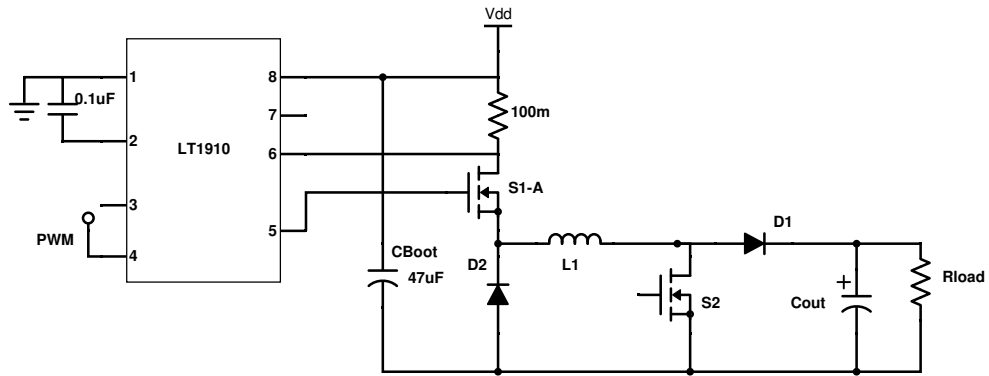 Vdd
1
8
0.1uF
7
100m
2
LT1910
6
S1-A
3
5
PWM
4
CBoot
47uF
D2
L1
D1
S2
+
Cout
Rload